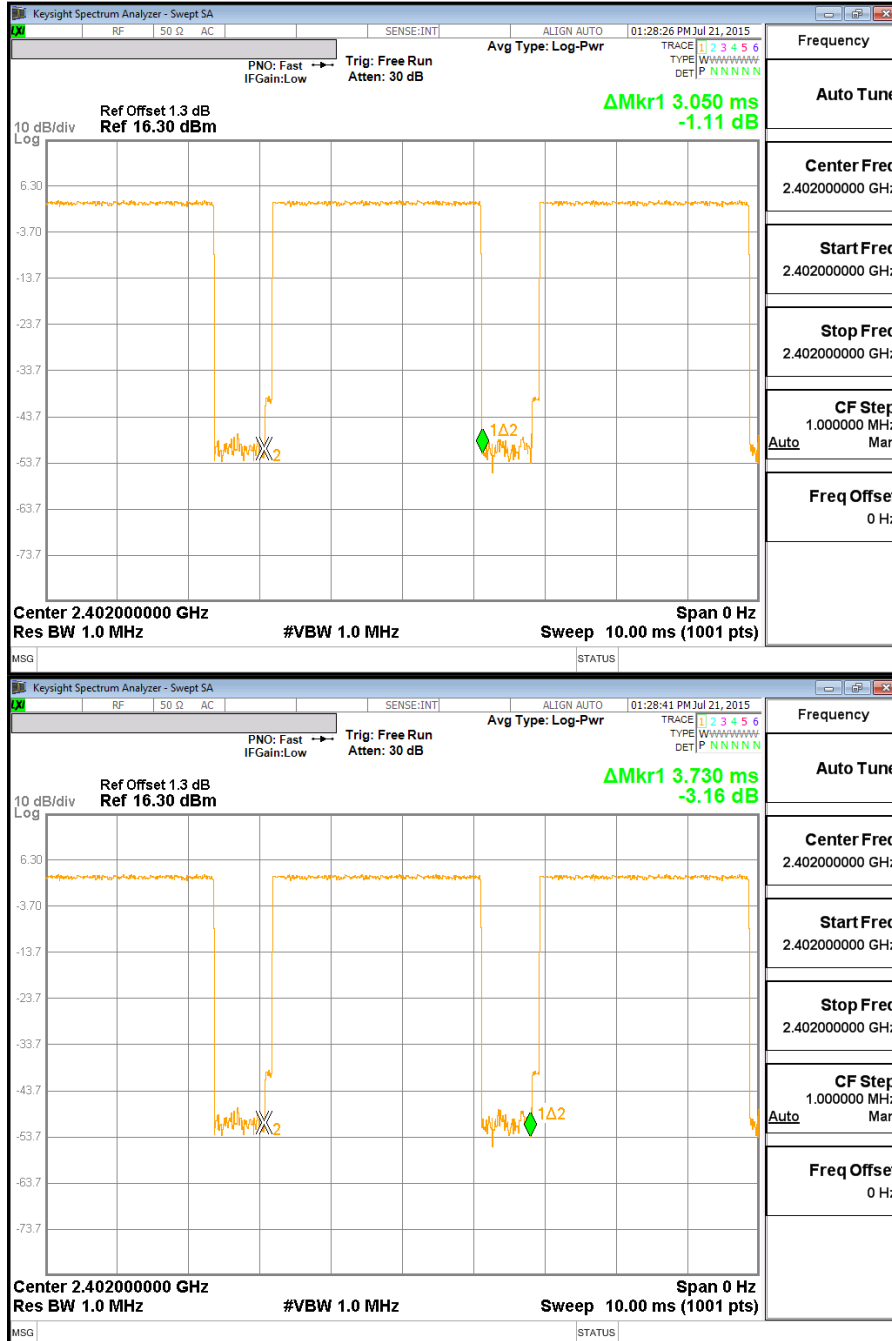 Keysight Spectrum Analyzer - Swept SA
LXI RF 50 Ω AC SENSE:INT ALIGN AUTO 01:28:26 PM Jul 21, 2015
Frequency
Avg Type: Log-Pwr TRACE 1 2 3 4 5 6
PNO: Fast Trig: Free Run TYPE WWWWWW
IFGain:Low Atten: 30 dB DET P N N N N N
Auto Tune
ΔMkr1 3.050 ms
Ref Offset 1.3 dB
10 dB/div Ref 16.30 dBm -1.11 dB
Log
6.30
-3.70
-13.7
-23.7
-33.7
-43.7
-53.7
-63.7
-73.7
1Δ2
2
Center Freq
2.402000000 GHz
Start Freq
2.402000000 GHz
Stop Freq
2.402000000 GHz
CF Step
1.000000 MHz
Auto Man
Freq Offset
0 Hz
Center 2.402000000 GHz Span 0 Hz
Res BW 1.0 MHz #VBW 1.0 MHz Sweep 10.00 ms (1001 pts)
MSG STATUS
Keysight Spectrum Analyzer - Swept SA
LXI RF 50 Ω AC SENSE:INT ALIGN AUTO 01:28:41 PM Jul 21, 2015
Frequency
Avg Type: Log-Pwr TRACE 1 2 3 4 5 6
PNO: Fast Trig: Free Run TYPE WWWWWW
IFGain:Low Atten: 30 dB DET P N N N N N
Auto Tune
ΔMkr1 3.730 ms
Ref Offset 1.3 dB
10 dB/div Ref 16.30 dBm -3.16 dB
Log
6.30
-3.70
-13.7
-23.7
-33.7
-43.7
-53.7
-63.7
-73.7
1Δ2
2
Center Freq
2.402000000 GHz
Start Freq
2.402000000 GHz
Stop Freq
2.402000000 GHz
CF Step
1.000000 MHz
Auto Man
Freq Offset
0 Hz
Center 2.402000000 GHz Span 0 Hz
Res BW 1.0 MHz #VBW 1.0 MHz Sweep 10.00 ms (1001 pts)
MSG STATUS